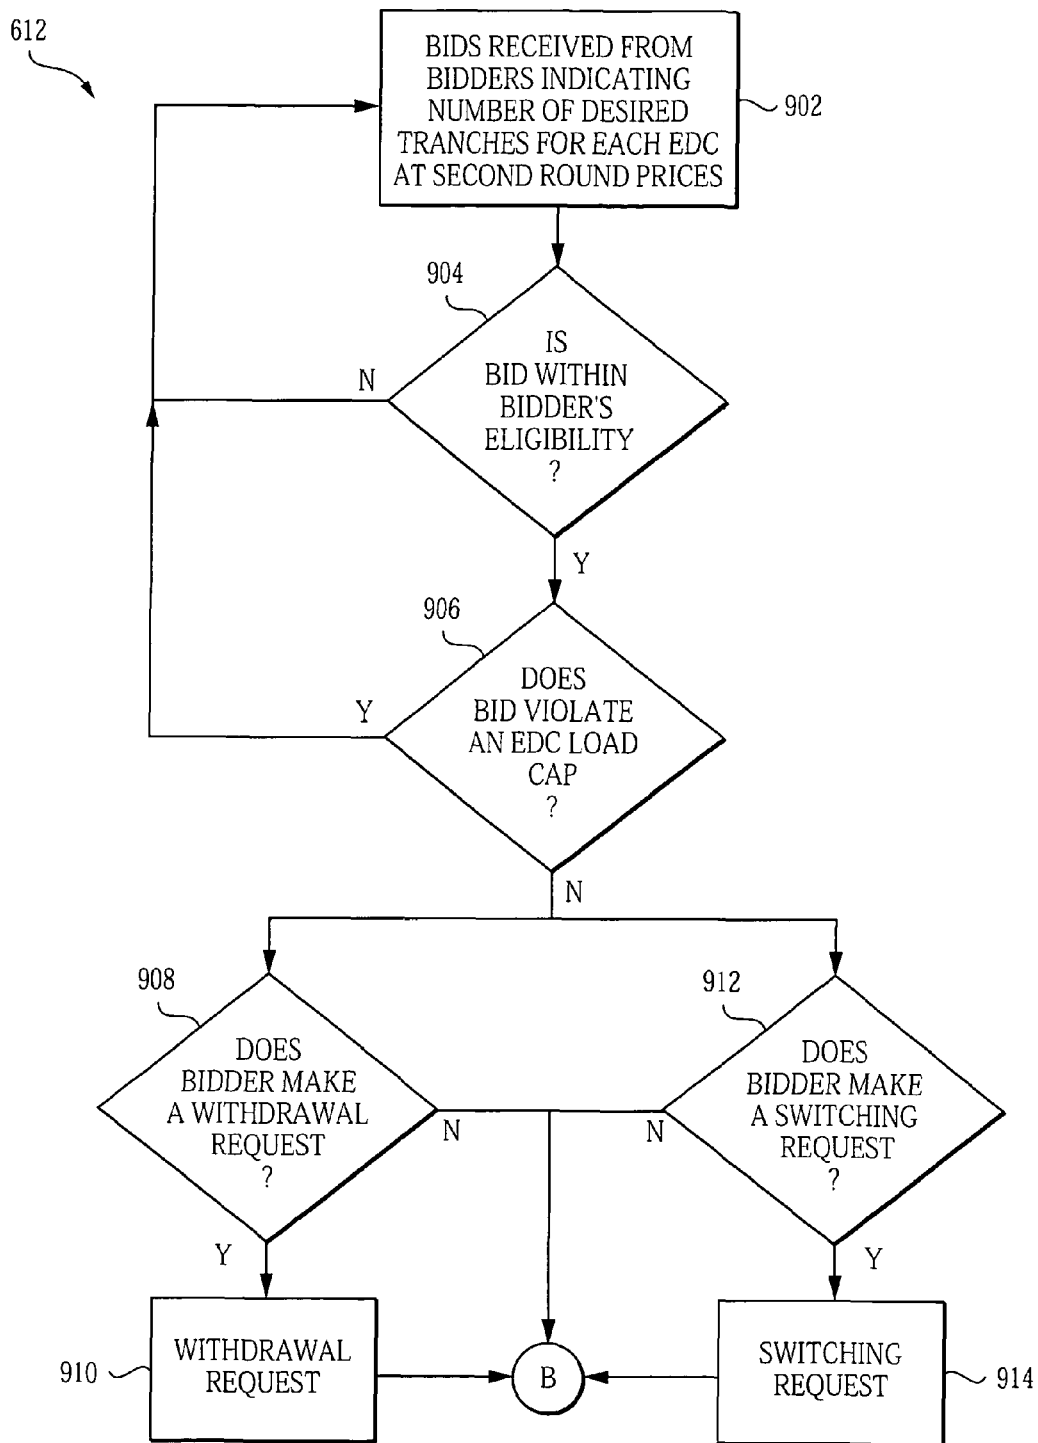 612
BIDS RECEIVED FROM
BIDDERS INDICATING
NUMBER OF DESIRED
TRANCHES FOR EACH EDC
AT SECOND ROUND PRICES
902
904
IS
BID WITHIN
BIDDER'S
ELIGIBILITY
?
N
Y
906
DOES
BID VIOLATE
AN EDC LOAD
CAP
?
Y
N
908
DOES
BIDDER MAKE
A WITHDRAWAL
REQUEST
?
N
Y
912
DOES
BIDDER MAKE
A SWITCHING
REQUEST
?
N
Y
910
WITHDRAWAL
REQUEST
B
SWITCHING
REQUEST
914